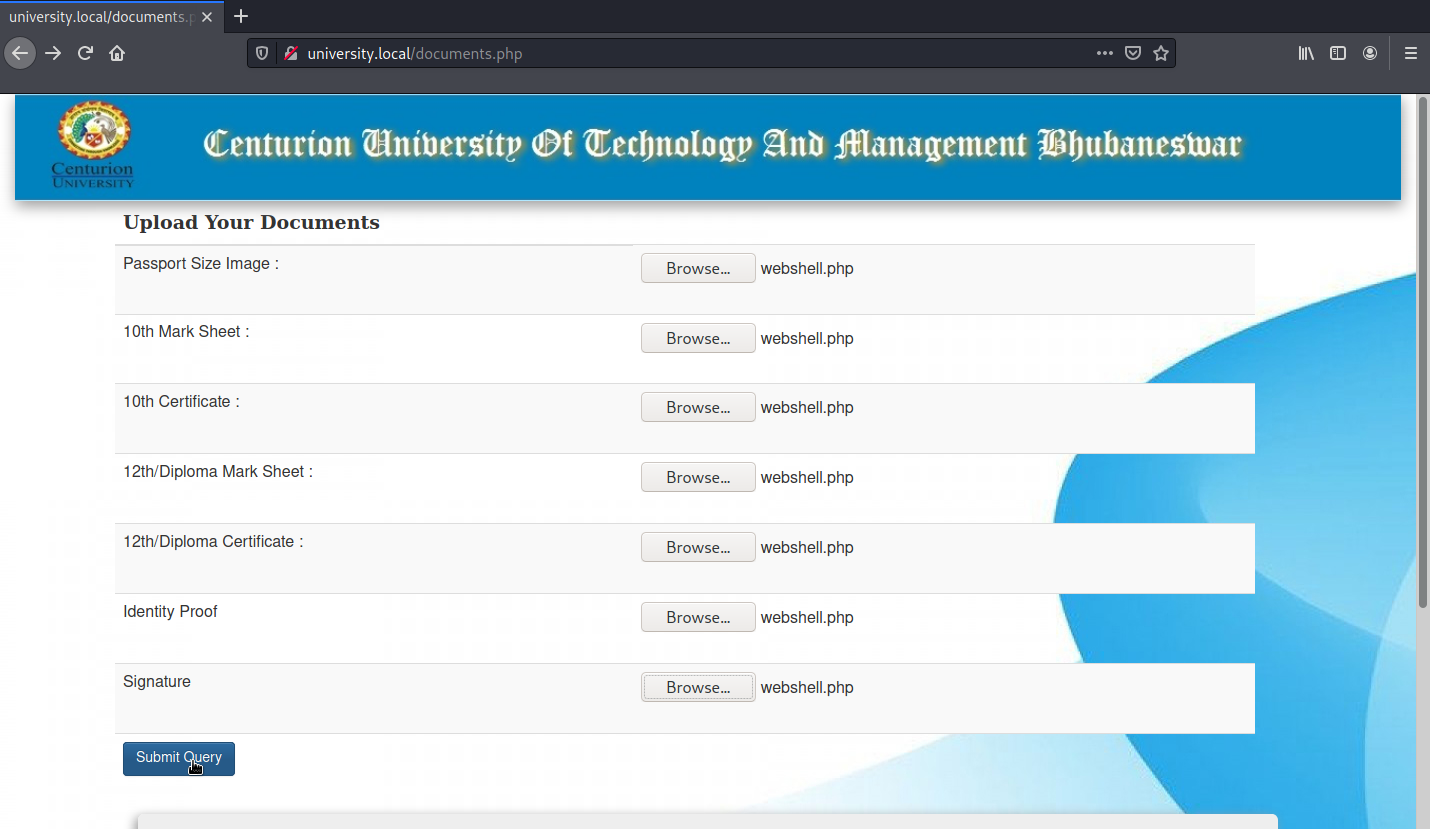 university.local/documents.p
university.local/documents.php
Centurion
UNIVERSITY
Centurion University Of Technology And Management Bhubaneswar
Upload Your Documents
Passport Size Image :
Browse... webshell.php
10th Mark Sheet :
Browse... webshell.php
10th Certificate :
Browse... webshell.php
12th/Diploma Mark Sheet :
Browse... webshell.php
12th/Diploma Certificate :
Browse... webshell.php
Identity Proof
Browse... webshell.php
Signature
Browse... webshell.php
Submit Query